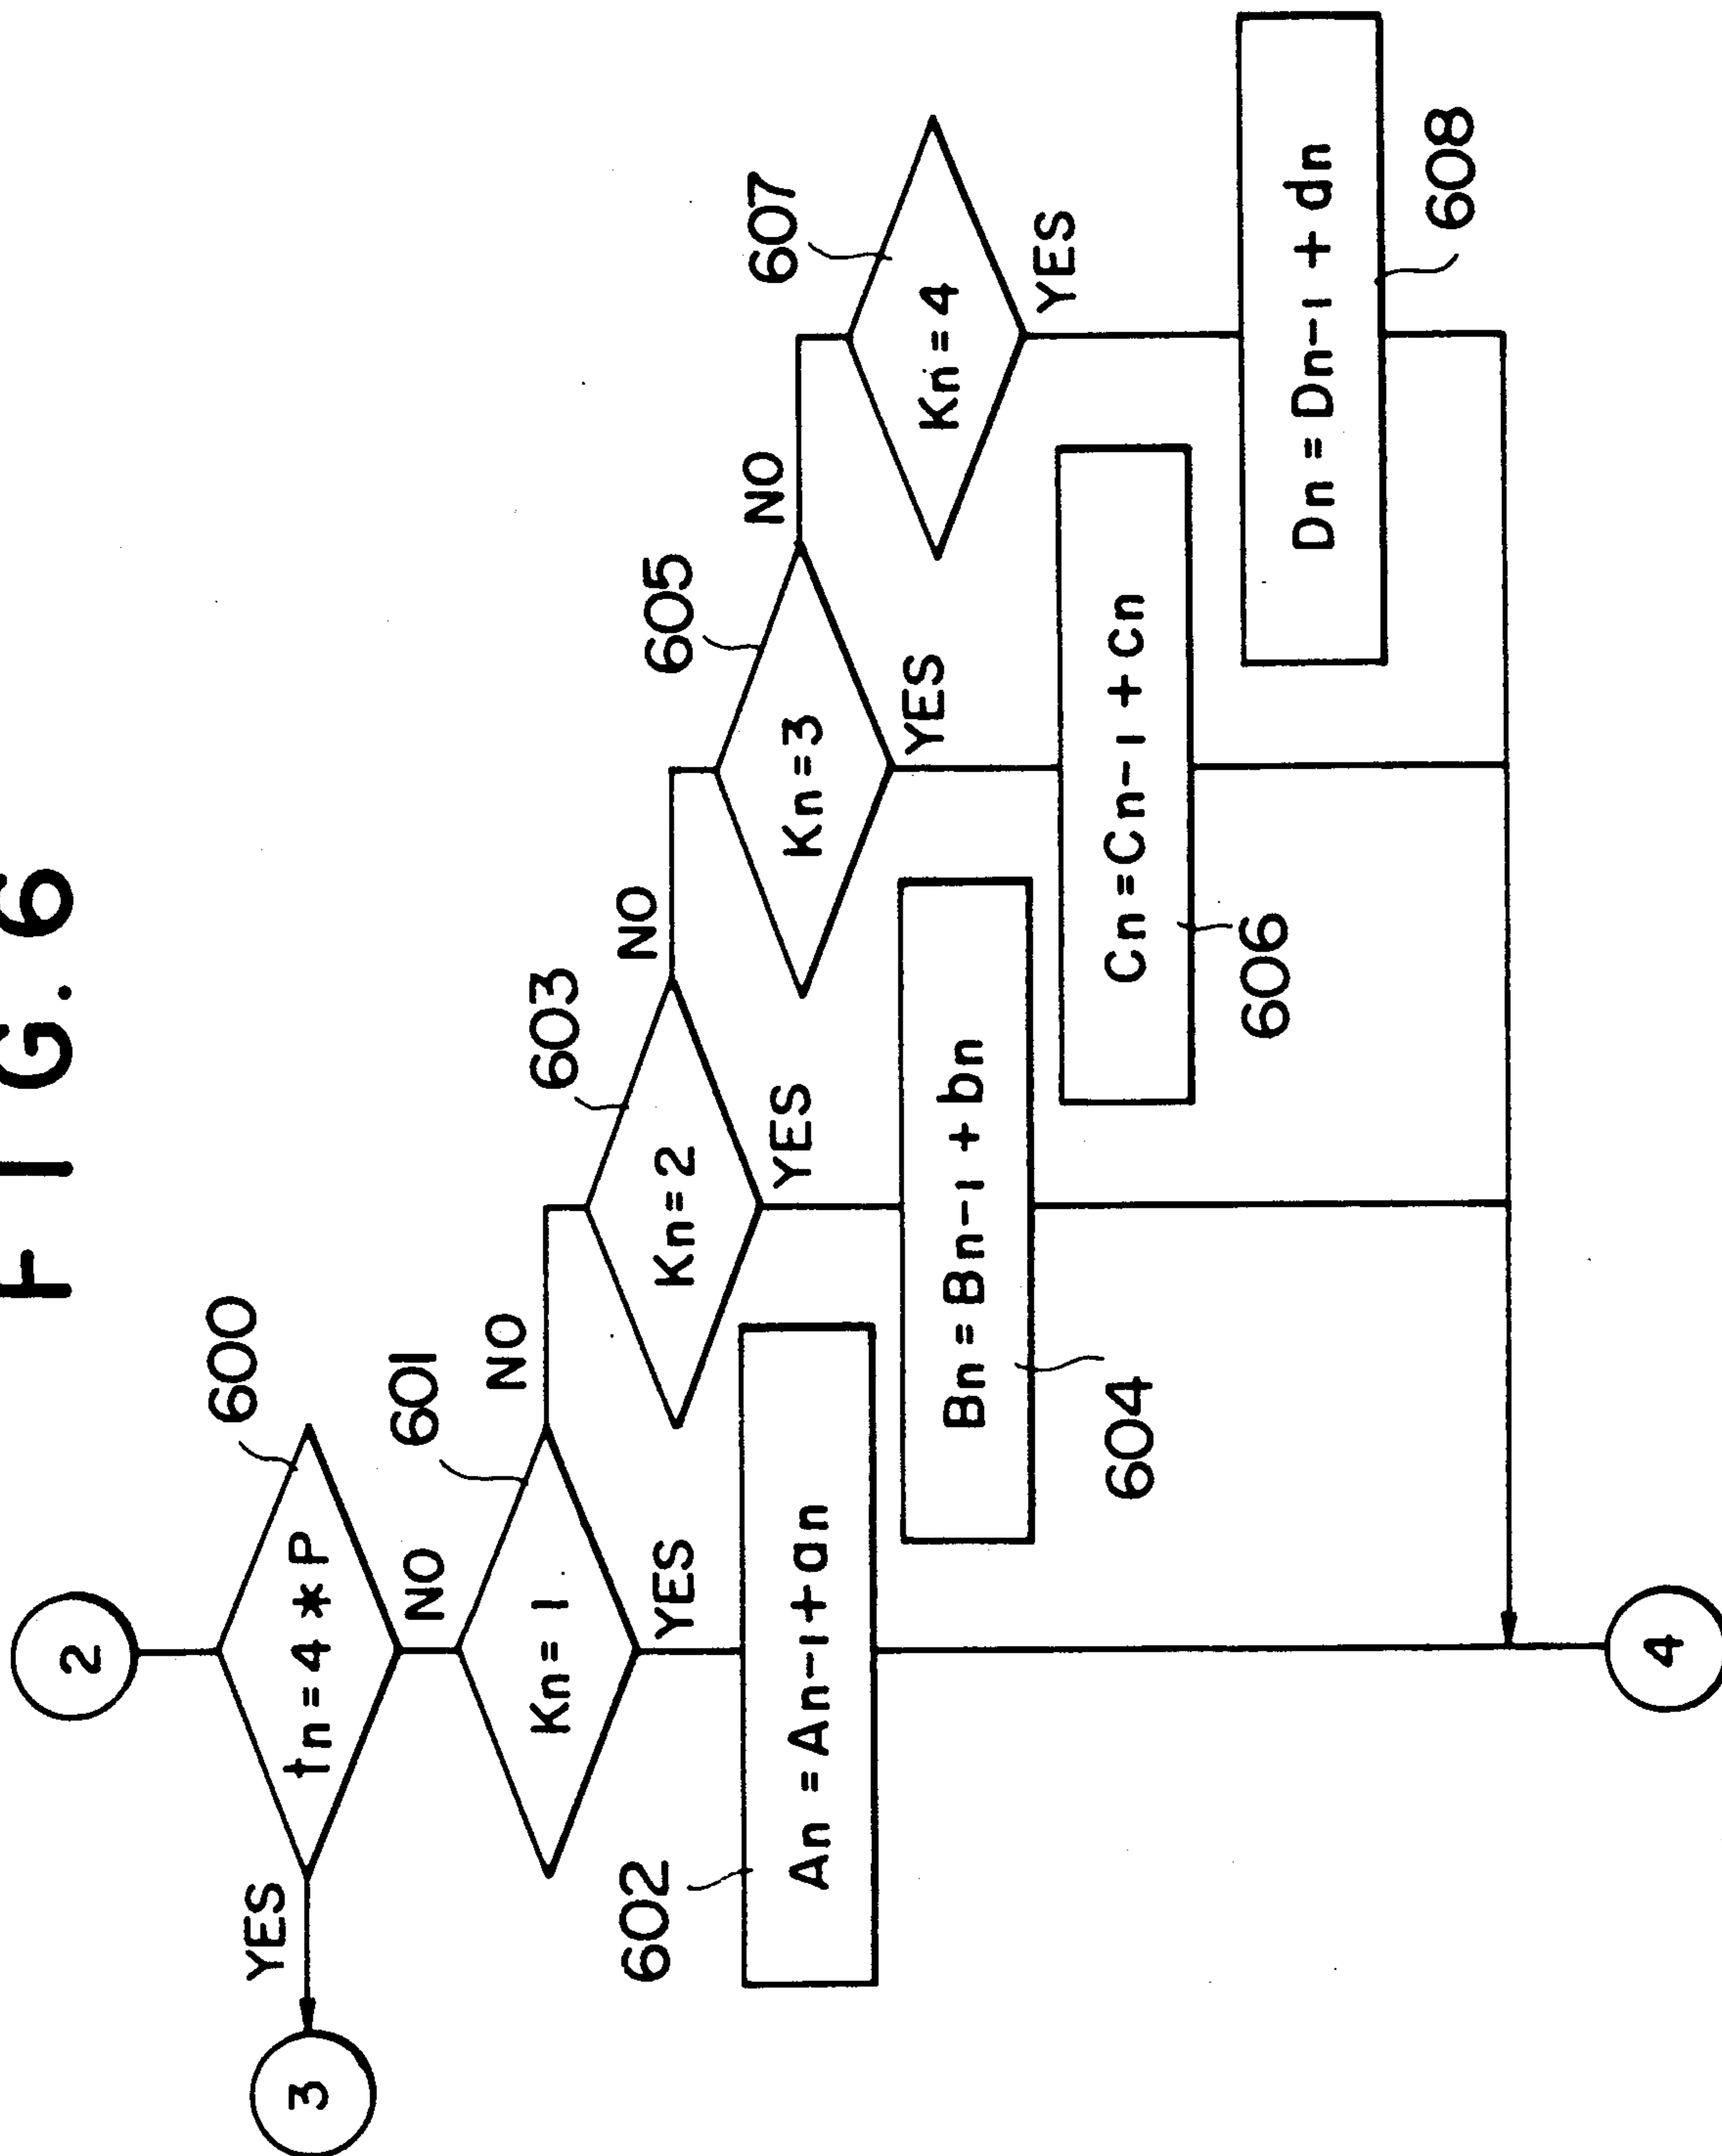 FIG. 6
2
600
tn = 4 * P
YES
3
NO
601
Kn = 1
NO
YES
602
An = An-1 + an
603
Kn = 2
NO
YES
Bn = Bn-1 + bn
604
605
Kn = 3
NO
YES
Cn = Cn-1 + cn
606
607
Kn = 4
YES
Dn = Dn-1 + dn
608
4